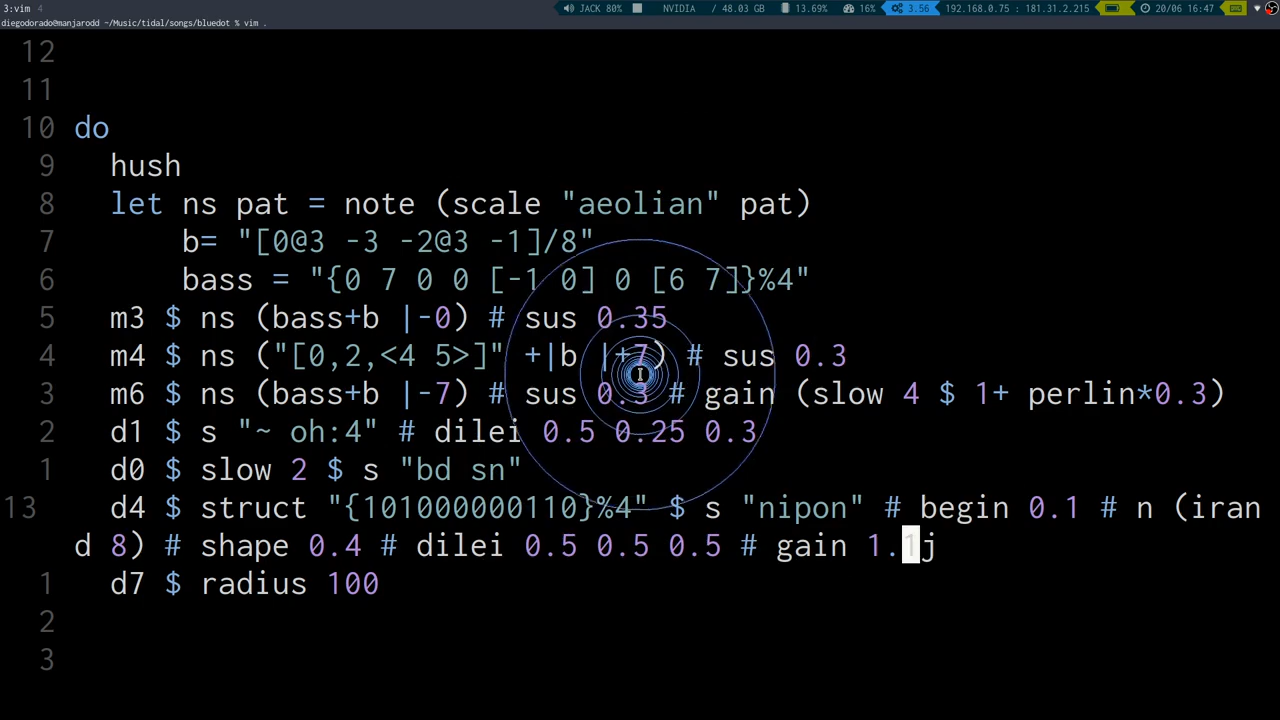 3:vim 4 JACK 80% NVIDIA / 48.03 GB 13.69% 16% 3.56 192.168.0.75 : 181.31.2.215 20/06 16:47
diegodorado@manjarodd ~/Music/tidal/songs/bluedot % vim .
12
11
10 do
9 hush
8 let ns pat = note (scale "aeolian" pat)
7 b= "[0@3 -3 -2@3 -1]/8"
6 bass = "{0 7 0 0 [-1 0] 0 [6 7]}%4"
5 m3 $ ns (bass+b |-0) # sus 0.35
4 m4 $ ns ("[0,2,<4 5>]" +|b |+7) # sus 0.3
3 m6 $ ns (bass+b |-7) # sus 0.3 # gain (slow 4 $ 1+ perlin*0.3)
2 d1 $ s "~ oh:4" # dilei 0.5 0.25 0.3
1 d0 $ slow 2 $ s "bd sn"
13 d4 $ struct "{101000000110}%4" $ s "nipon" # begin 0.1 # n (iran
d 8) # shape 0.4 # dilei 0.5 0.5 0.5 # gain 1.1j
1 d7 $ radius 100
2
3